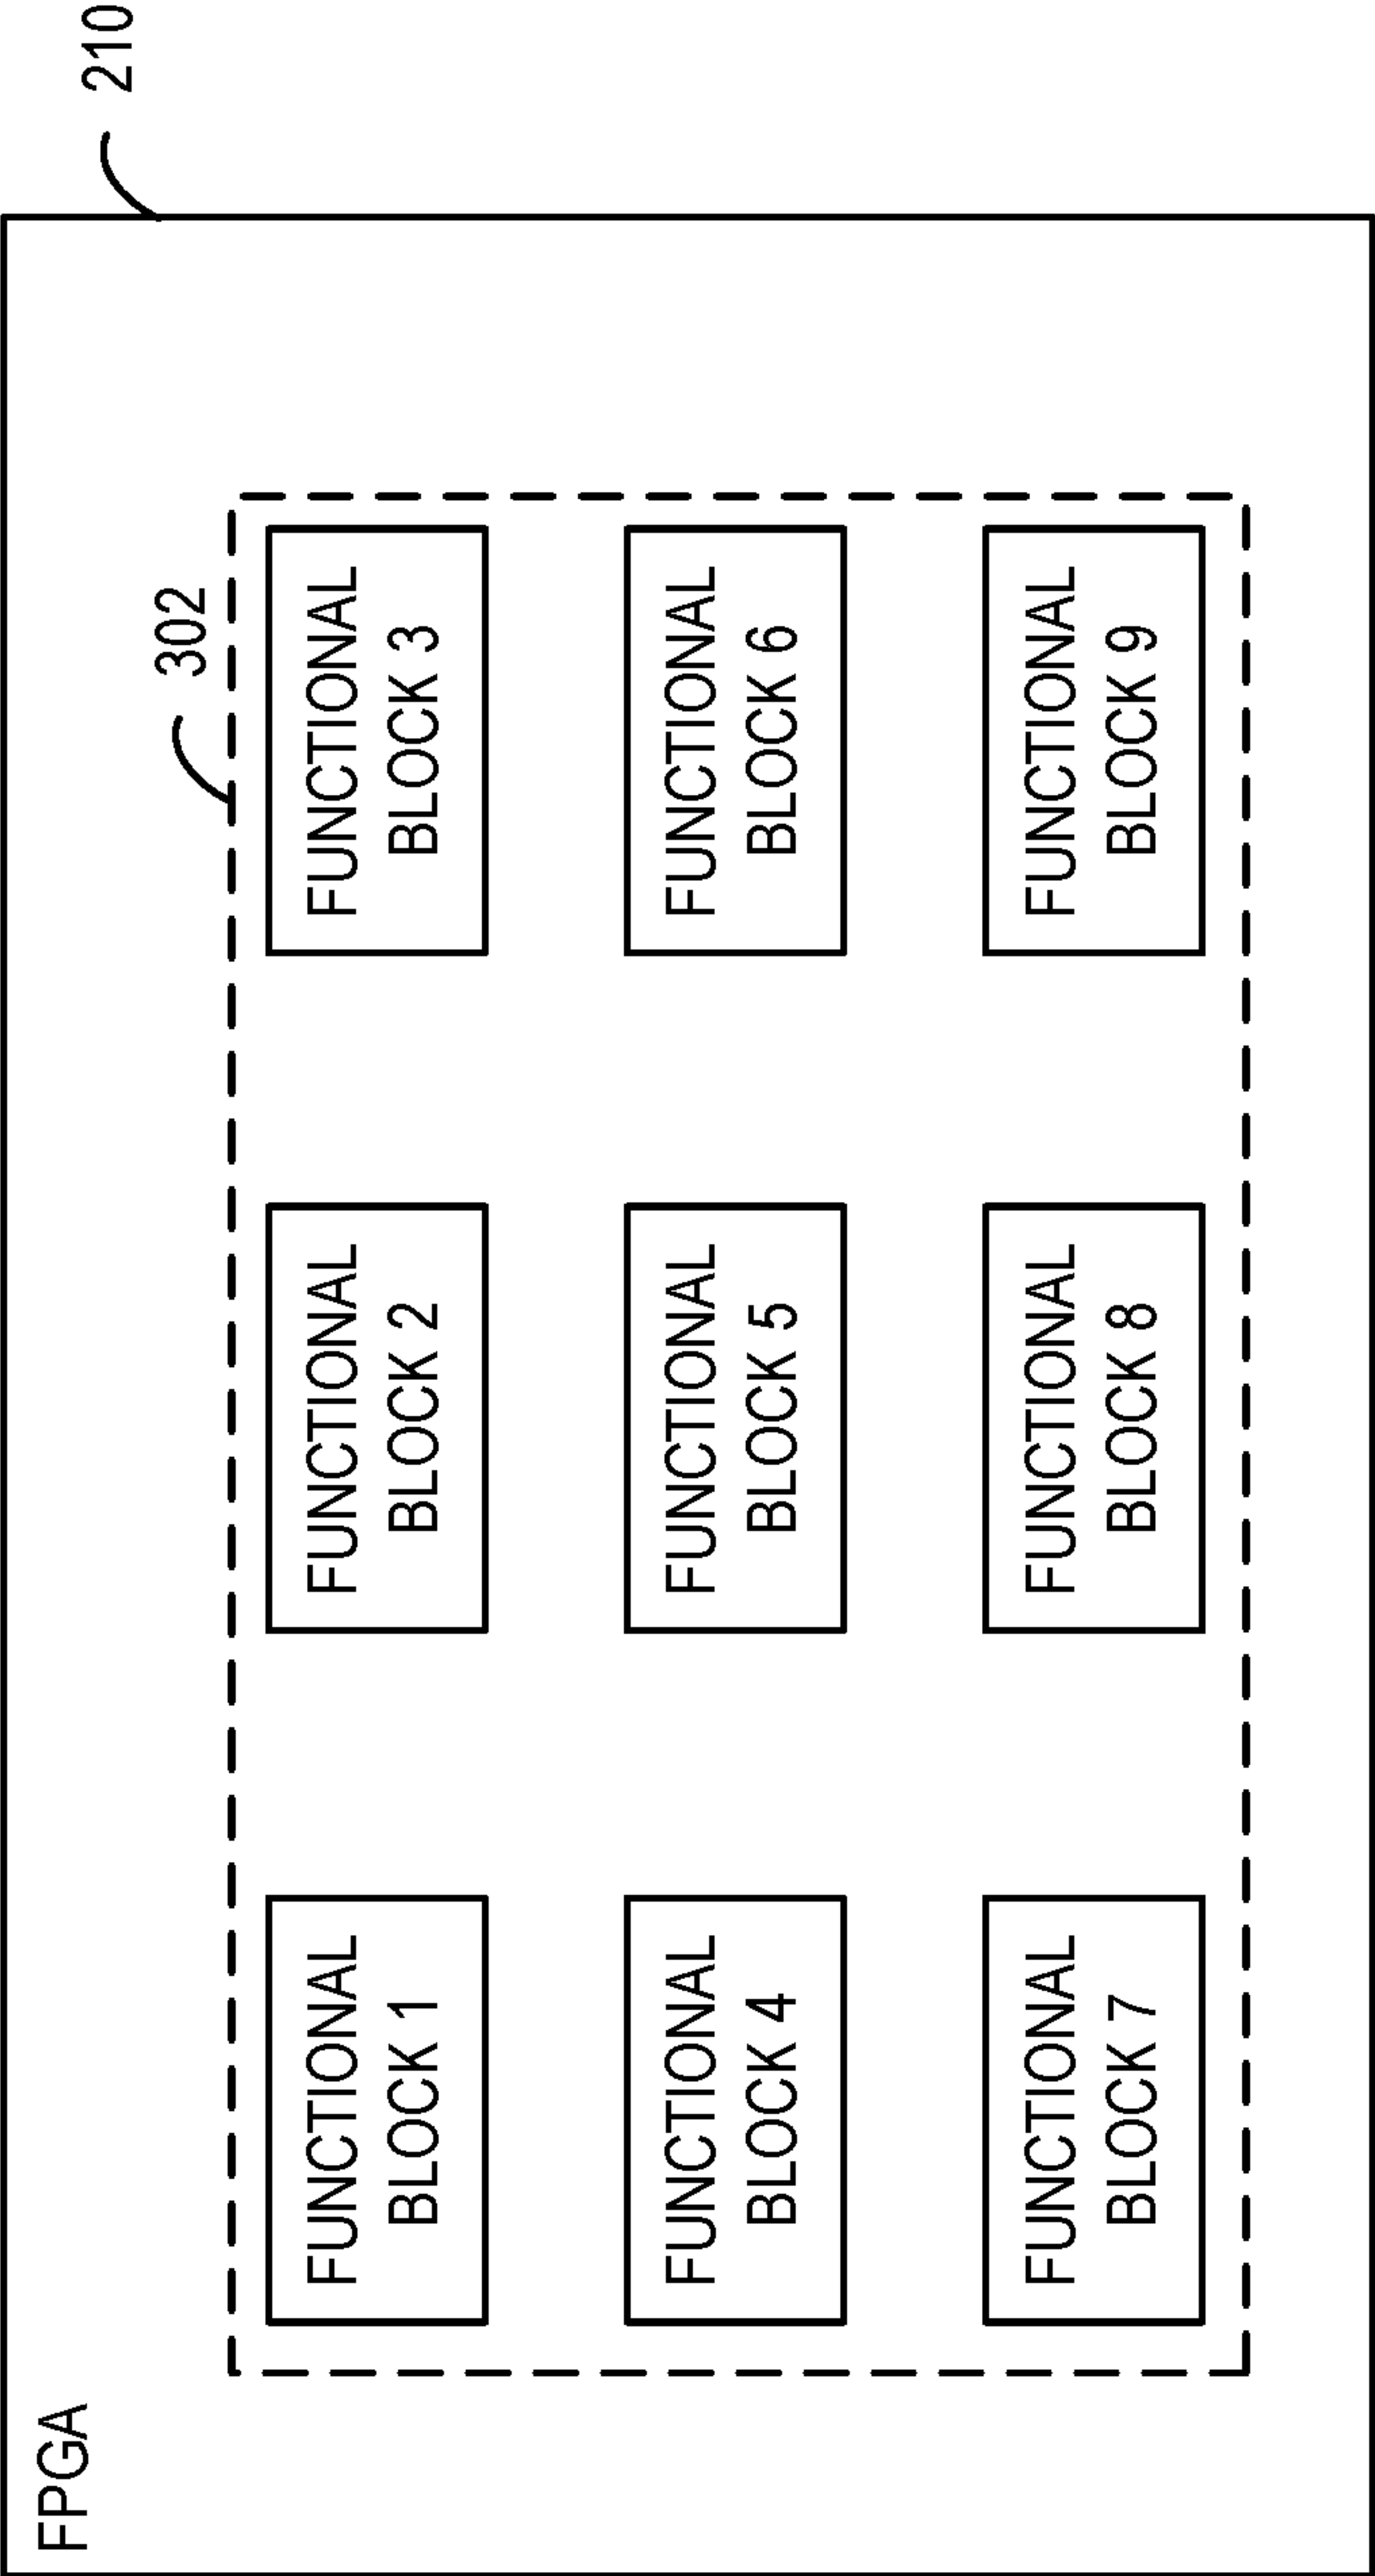 210
FPGA
302
FUNCTIONAL
BLOCK 1
FUNCTIONAL
BLOCK 2
FUNCTIONAL
BLOCK 3
FUNCTIONAL
BLOCK 4
FUNCTIONAL
BLOCK 5
FUNCTIONAL
BLOCK 6
FUNCTIONAL
BLOCK 7
FUNCTIONAL
BLOCK 8
FUNCTIONAL
BLOCK 9